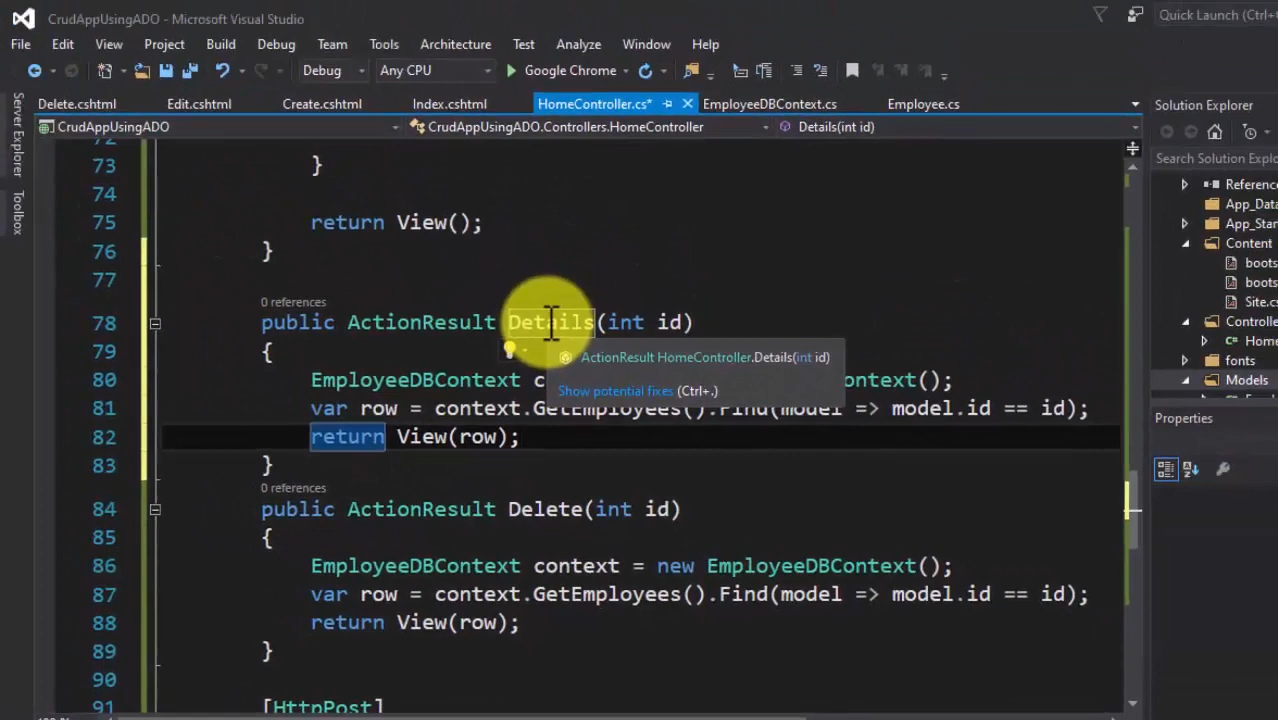 CrudAppUsingADO - Microsoft Visual Studio
Quick Launch (Ctrl+
File Edit View Project Build Debug Team Tools Architecture Test Analyze Window Help
Debug Any CPU Google Chrome
Delete.cshtml Edit.cshtml Create.cshtml Index.cshtml HomeController.cs* EmployeeDBContext.cs Employee.cs
Solution Explorer
CrudAppUsingADO CrudAppUsingADO.Controllers.HomeController Details(int id)
Server Explorer
Toolbox
Search Solution Explo
73 }
74
75 return View();
76 }
77
0 references
78 public ActionResult Details(int id)
79 {
ActionResult HomeController.Details(int id)
Show potential fixes (Ctrl+.)
80 EmployeeDBContext c ontext();
81 var row = context.GetEmployees().Find(model => model.id == id);
82 return View(row);
83 }
0 references
84 public ActionResult Delete(int id)
85 {
86 EmployeeDBContext context = new EmployeeDBContext();
87 var row = context.GetEmployees().Find(model => model.id == id);
88 return View(row);
89 }
90
91 [HttpPost]
Reference
App_Data
App_Star
Content
boots
boots
Site.cs
Controlle
Home
fonts
Models
Properties